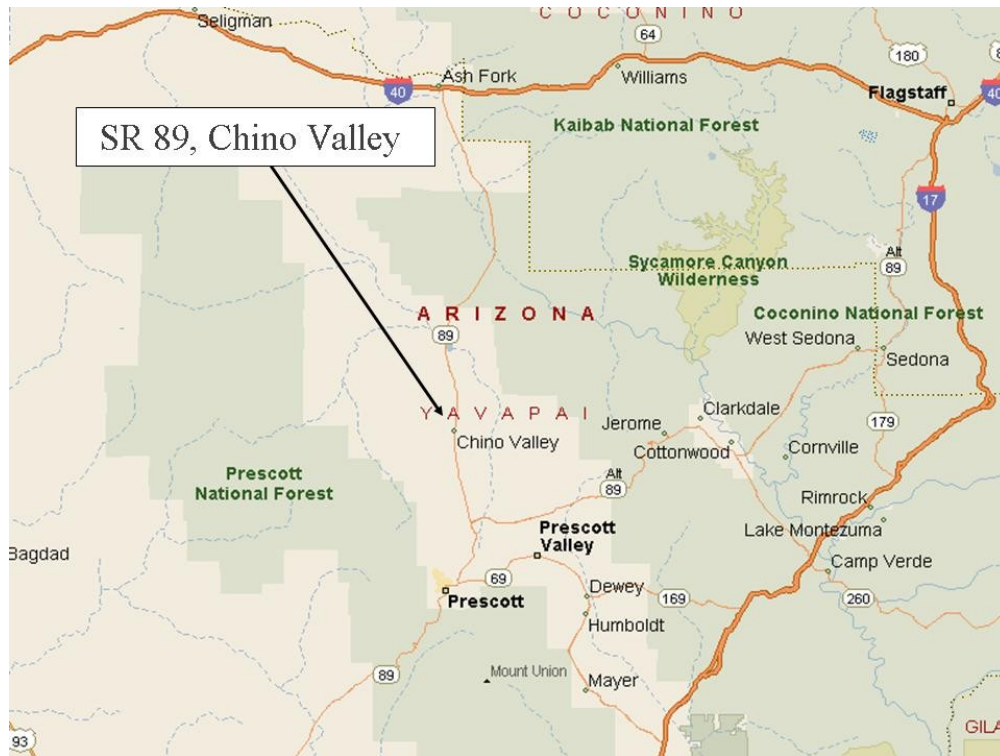 COCONINO
Seligman
64
180
8
Ash Fork
Williams
40
Flagstaff
40
SR 89, Chino Valley
Kaibab National Forest
17
Sycamore Canyon
Wilderness
Alt
89
ARIZONA
Coconino National Forest
89
West Sedona
Sedona
YAVAPAI
Clarkdale
Jerome
179
Chino Valley
Cottonwood
Cornville
Prescott
National Forest
Alt
89
Rimrock
Prescott
Valley
Lake Montezuma
Bagdad
Camp Verde
69
Dewey
169
260
Prescott
Humboldt
89
Mount Union
Mayer
GILA
93